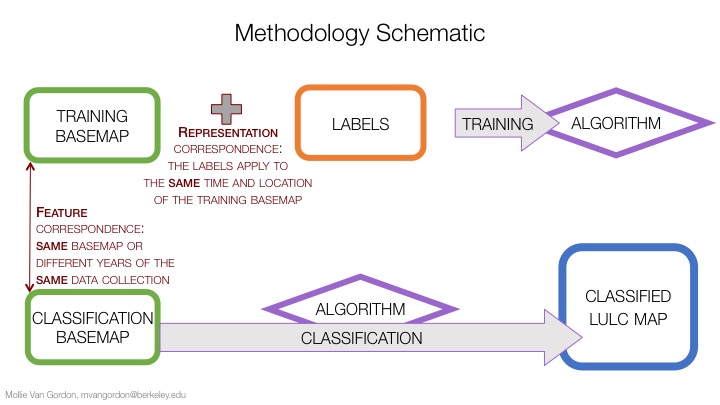 Methodology Schematic
TRAINING
BASEMAP
REPRESENTATION
CORRESPONDENCE:
THE LABELS APPLY TO
THE SAME TIME AND LOCATION
OF THE TRAINING BASEMAP
LABELS
TRAINING
ALGORITHM
FEATURE
CORRESPONDENCE:
SAME BASEMAP OR
DIFFERENT YEARS OF THE
SAME DATA COLLECTION
CLASSIFICATION
BASEMAP
ALGORITHM
CLASSIFICATION
CLASSIFIED
LULC MAP
Mollie Van Gordon, mvangordon@berkeley.edu